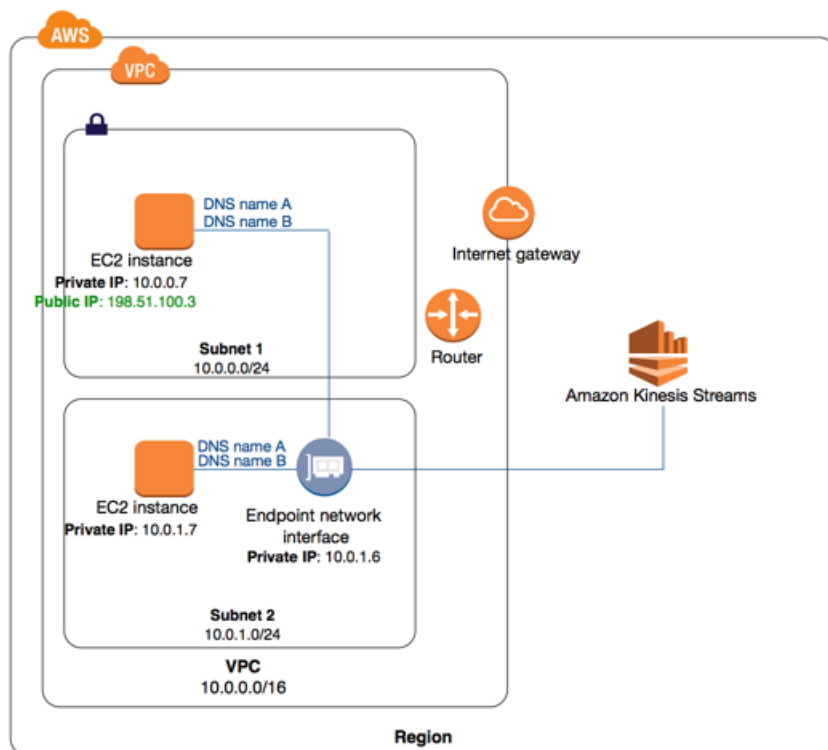 AWS
VPC
DNS name A
DNS name B
EC2 instance
Private IP: 10.0.0.7
Public IP: 198.51.100.3
Subnet 1
10.0.0.0/24
Internet gateway
Router
Amazon Kinesis Streams
DNS name A
DNS name B
EC2 instance
Private IP: 10.0.1.7
Endpoint network
interface
Private IP: 10.0.1.6
Subnet 2
10.0.1.0/24
VPC
10.0.0.0/16
Region